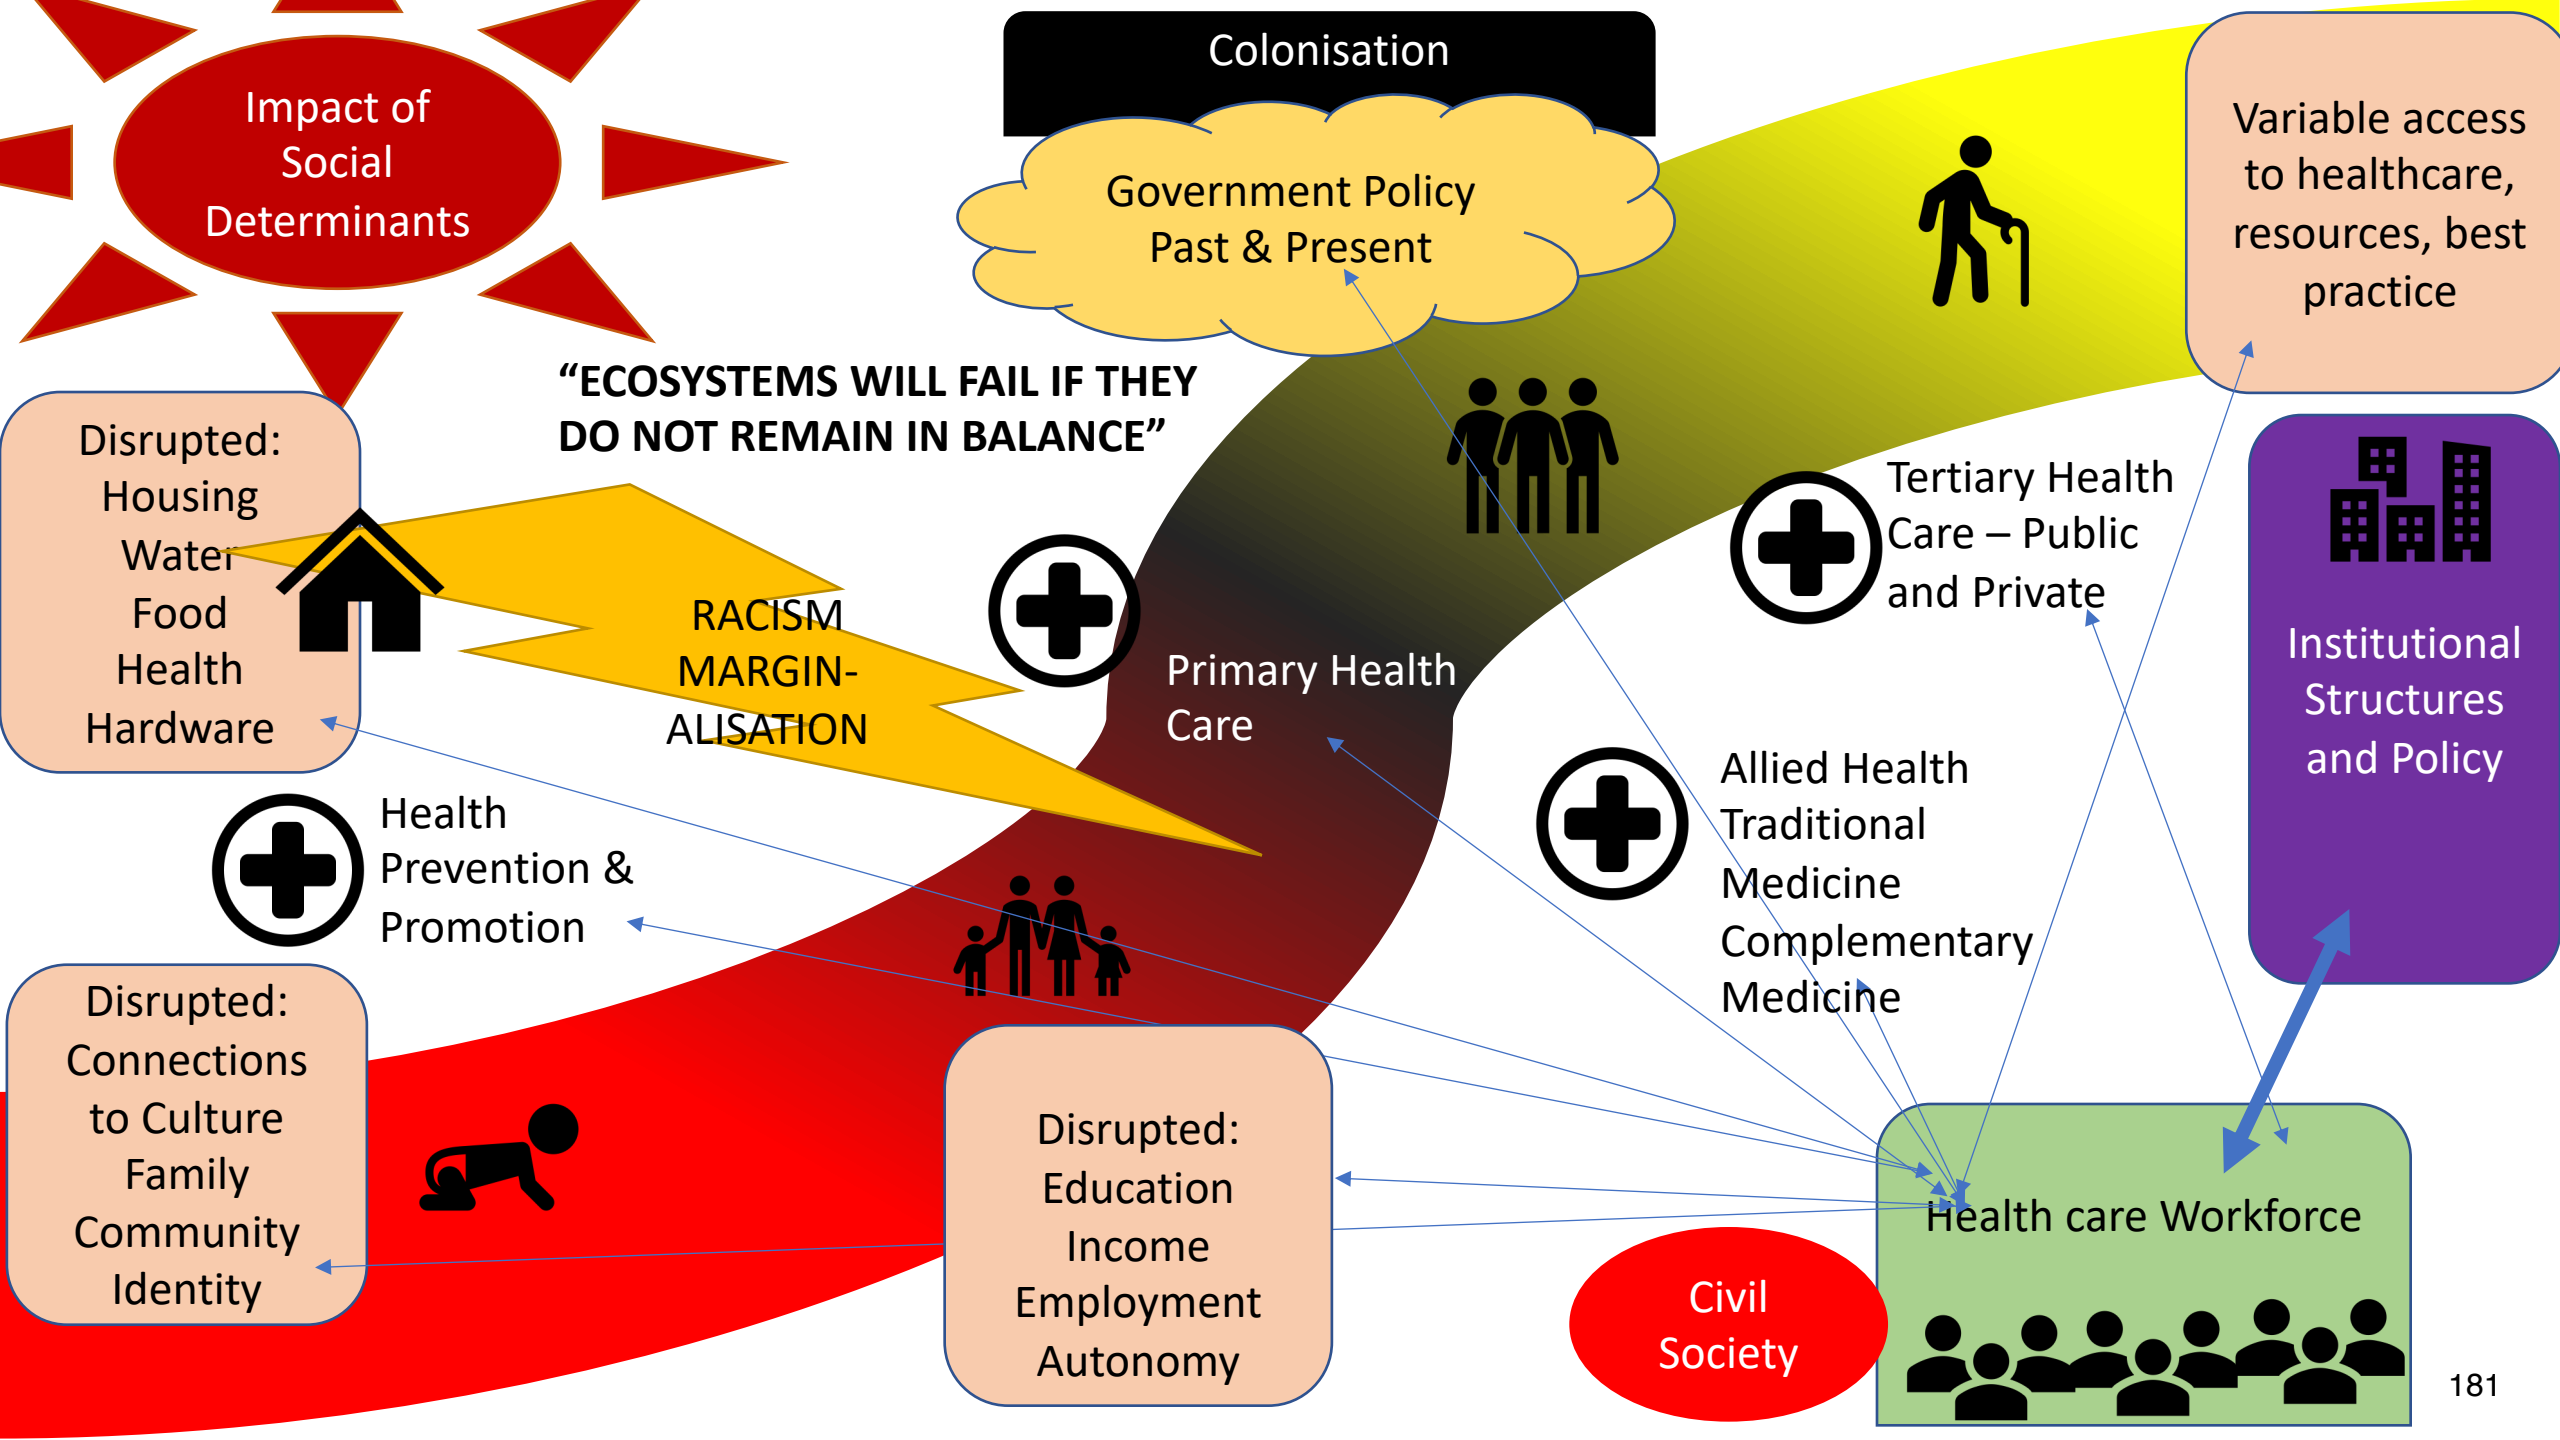 Impact of
Social
Determinants
Colonisation
Government Policy
Past & Present
Variable access
to healthcare,
resources, best
practice
“ECOSYSTEMS WILL FAIL IF THEY
DO NOT REMAIN IN BALANCE”
Disrupted:
Housing
Water
Food
Health
Hardware
RACISM
MARGIN-
ALISATION
Primary Health
Care
Tertiary Health
Care – Public
and Private
Institutional
Structures
and Policy
Allied Health
Traditional
Medicine
Complementary
Medicine
Health
Prevention &
Promotion
Disrupted:
Connections
to Culture
Family
Community
Identity
Disrupted:
Education
Income
Employment
Autonomy
Civil
Society
Health care Workforce
181